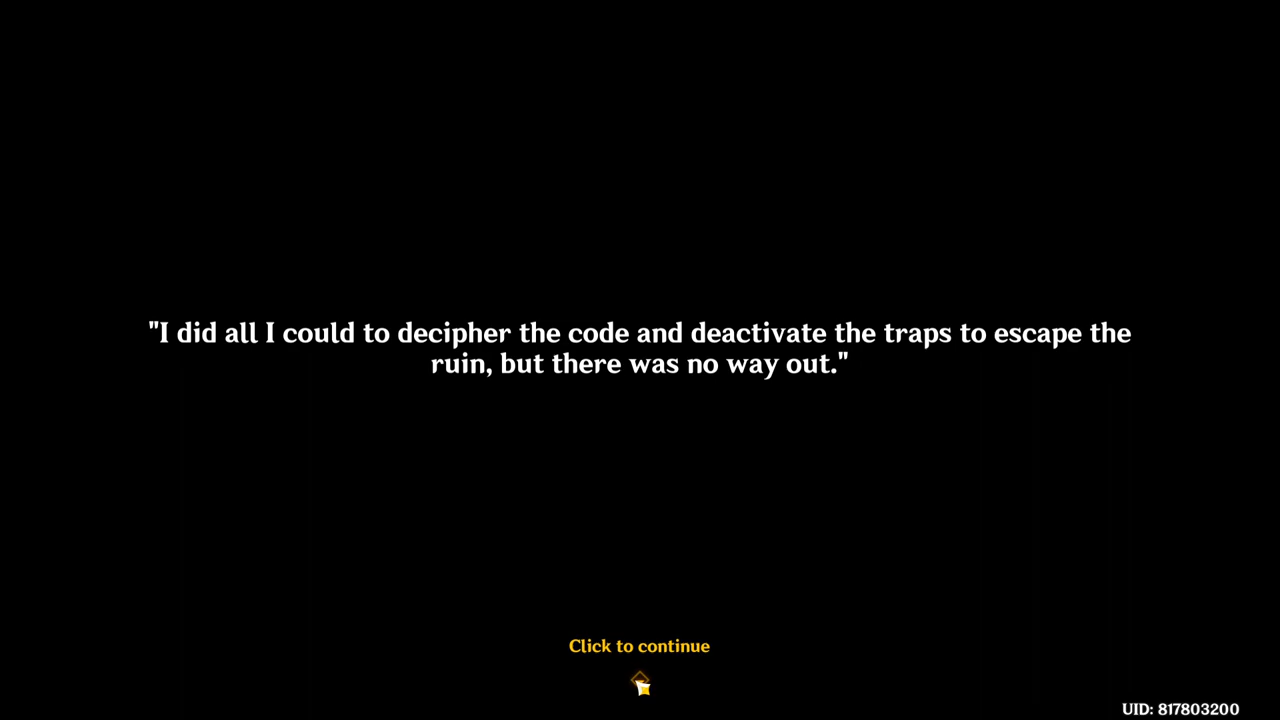 "I did all I could to decipher the code and deactivate the traps to escape the
ruin, but there was no way out."
Click to continue
UID: 817803200